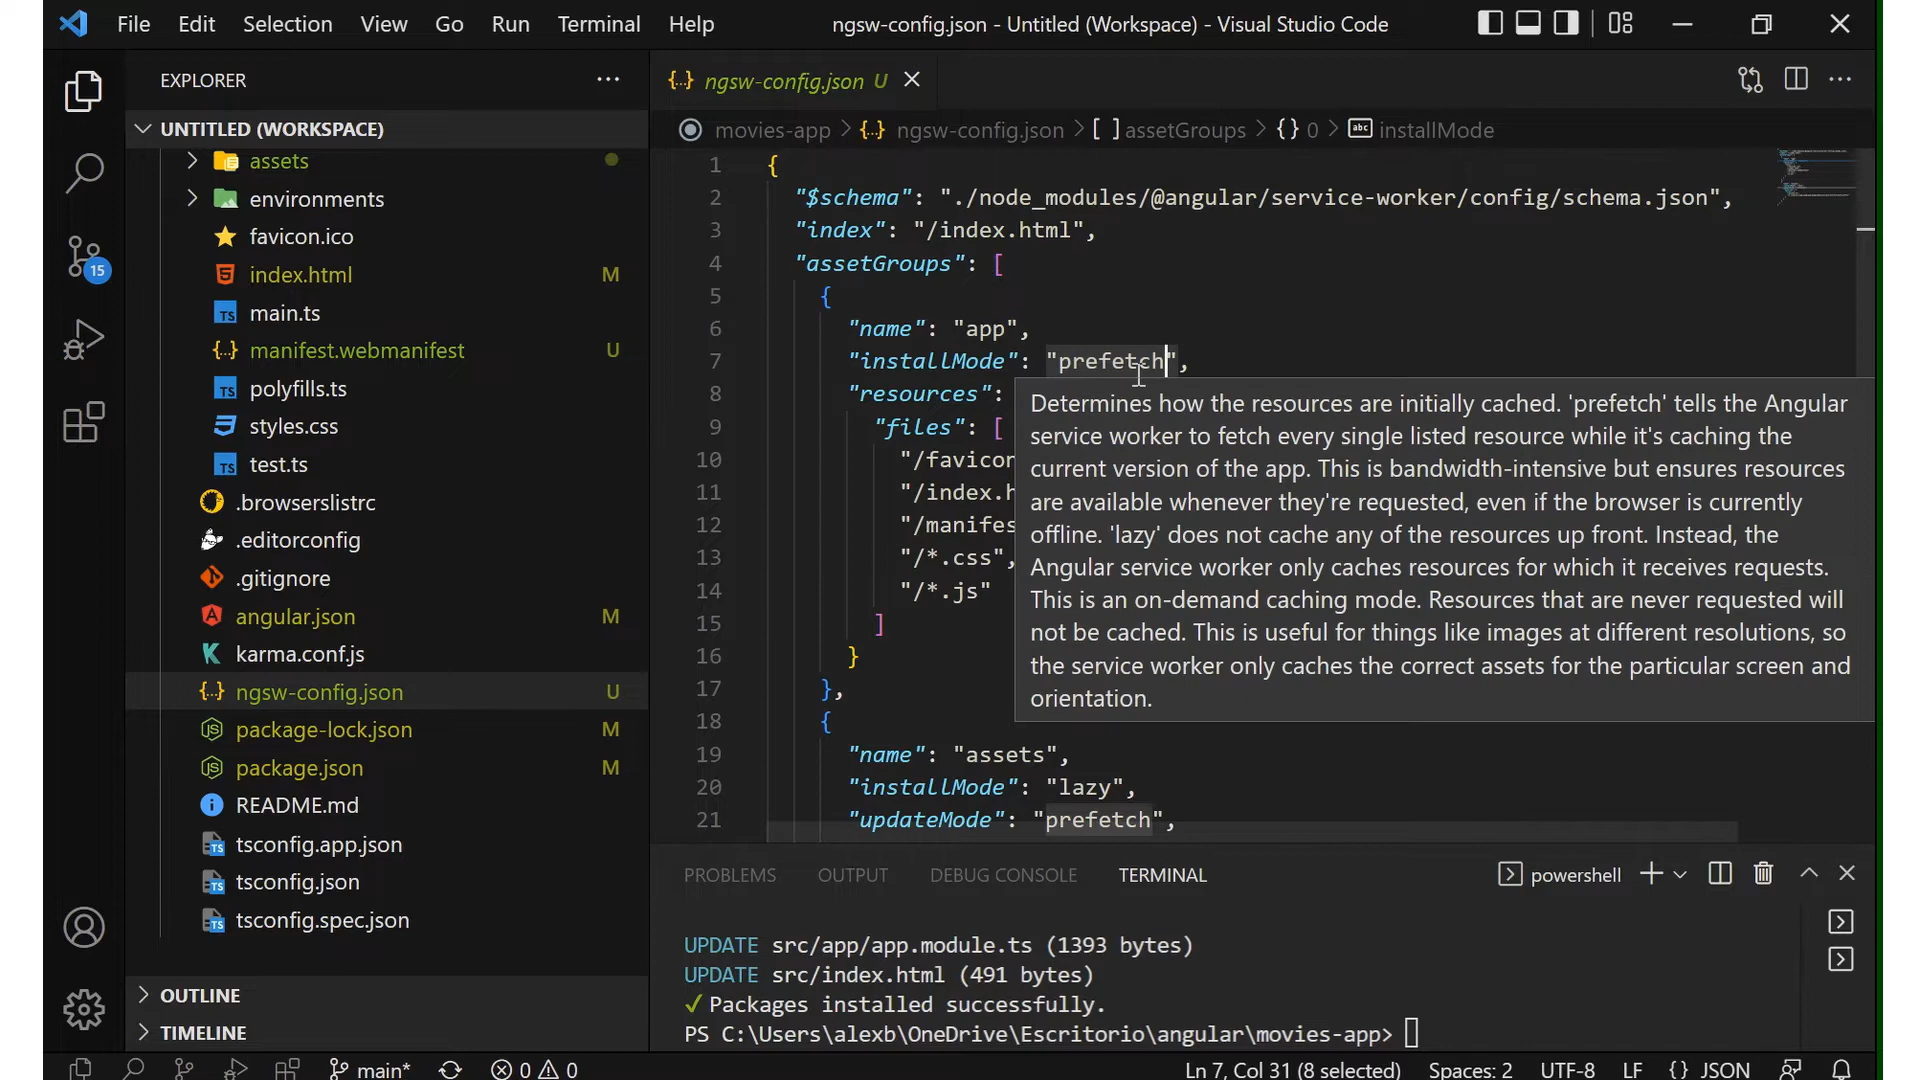 File Edit Selection View Go Run Terminal Help
ngsw-config.json - Untitled (Workspace) - Visual Studio Code
EXPLORER
UNTITLED (WORKSPACE)
assets
environments
favicon.ico
index.html M
main.ts
manifest.webmanifest U
polyfills.ts
styles.css
test.ts
.browserslistrc
.editorconfig
.gitignore
angular.json M
karma.conf.js
ngsw-config.json U
package-lock.json M
package.json M
README.md
tsconfig.app.json
tsconfig.json
tsconfig.spec.json
OUTLINE
TIMELINE
15
{..} ngsw-config.json U
movies-app > {..} ngsw-config.json > [ ] assetGroups > {} 0 > abc installMode
1 {
2 "$schema": "./node_modules/@angular/service-worker/config/schema.json",
3 "index": "/index.html",
4 "assetGroups": [
5 {
6 "name": "app",
7 "installMode": "prefetch",
8 "resources":
9 "files": [
10 "/favicon
11 "/index.h
12 "/manifes
13 "/*.css",
14 "/*.js"
15 ]
16 }
17 },
18 {
19 "name": "assets",
20 "installMode": "lazy",
21 "updateMode": "prefetch",
Determines how the resources are initially cached. 'prefetch' tells the Angular
service worker to fetch every single listed resource while it's caching the
current version of the app. This is bandwidth-intensive but ensures resources
are available whenever they're requested, even if the browser is currently
offline. 'lazy' does not cache any of the resources up front. Instead, the
Angular service worker only caches resources for which it receives requests.
This is an on-demand caching mode. Resources that are never requested will
not be cached. This is useful for things like images at different resolutions, so
the service worker only caches the correct assets for the particular screen and
orientation.
PROBLEMS OUTPUT DEBUG CONSOLE TERMINAL powershell
UPDATE src/app/app.module.ts (1393 bytes)
UPDATE src/index.html (491 bytes)
✓ Packages installed successfully.
PS C:\Users\alexb\OneDrive\Escritorio\angular\movies-app>
main* 0 0 Ln 7, Col 31 (8 selected) Spaces: 2 UTF-8 LF {} JSON